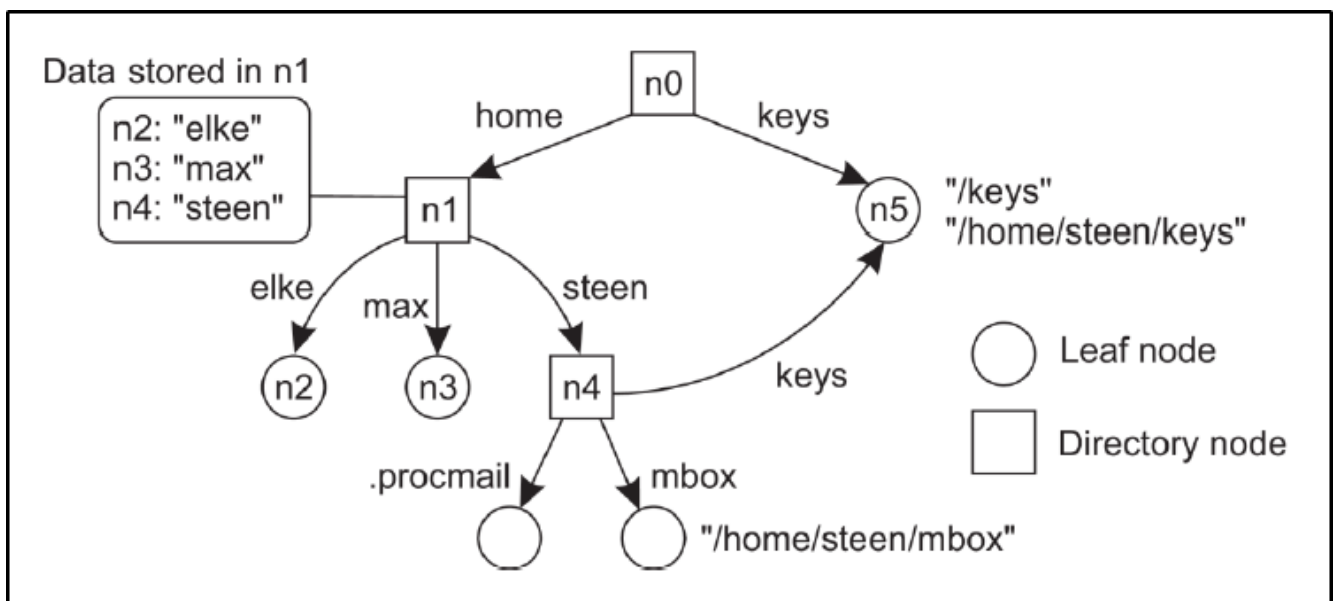 Data stored in n1
n2: "elke"
n3: "max"
n4: "steen"
n0
home
keys
n1
n5
"/keys"
"/home/steen/keys"
elke
max
steen
n2
n3
n4
keys
Leaf node
Directory node
.procmail
mbox
"/home/steen/mbox"